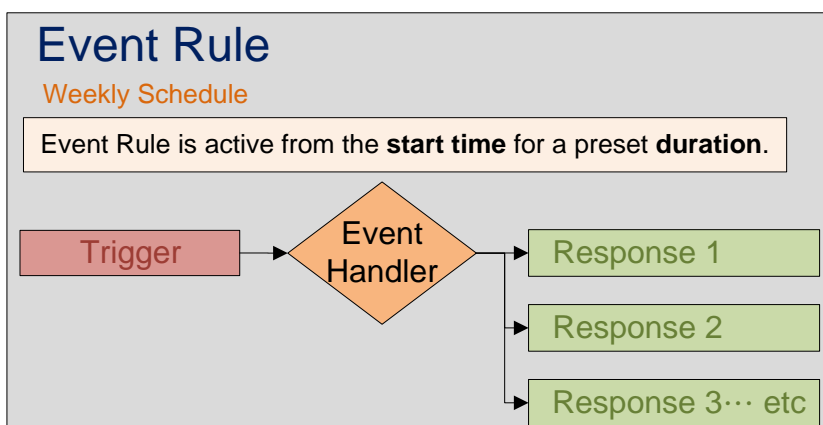 Event Rule
Weekly Schedule
Event Rule is active from the start time for a preset duration.
Trigger
Event
Handler
Response 1
Response 2
Response 3⋯ etc